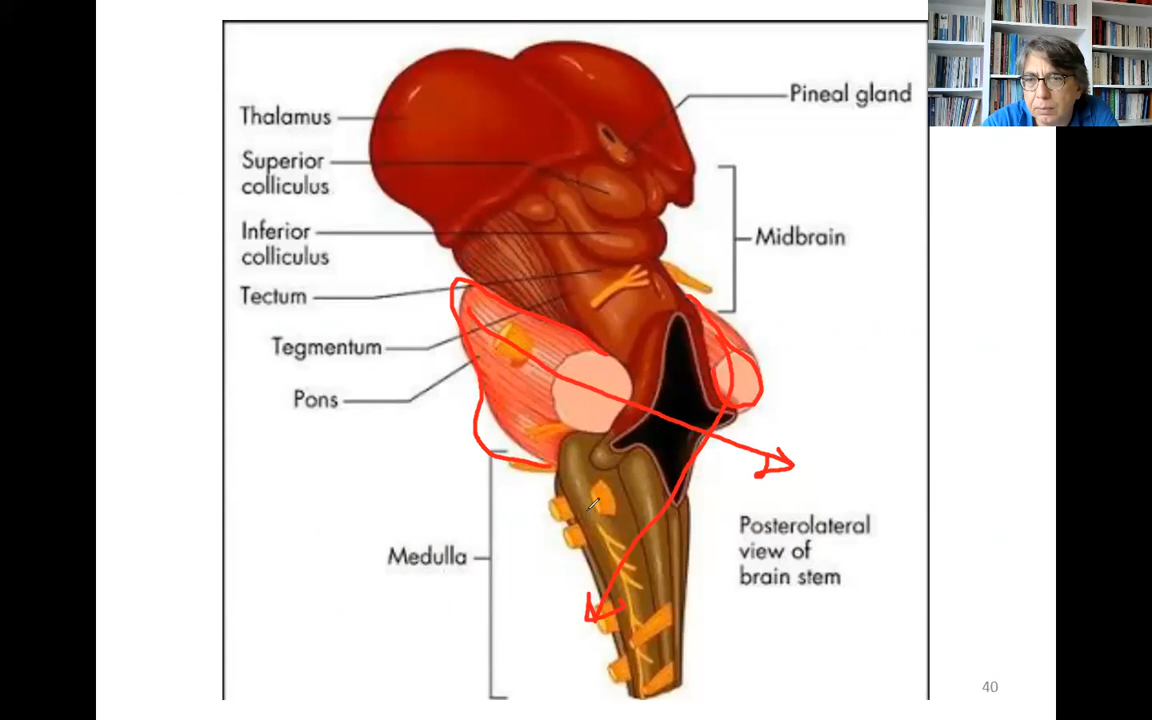 Thalamus
Superior
colliculus
Inferior
colliculus
Tectum
Tegmentum
Pons
Medulla
Pineal gland
Midbrain
Posterolateral
view of
brain stem
40